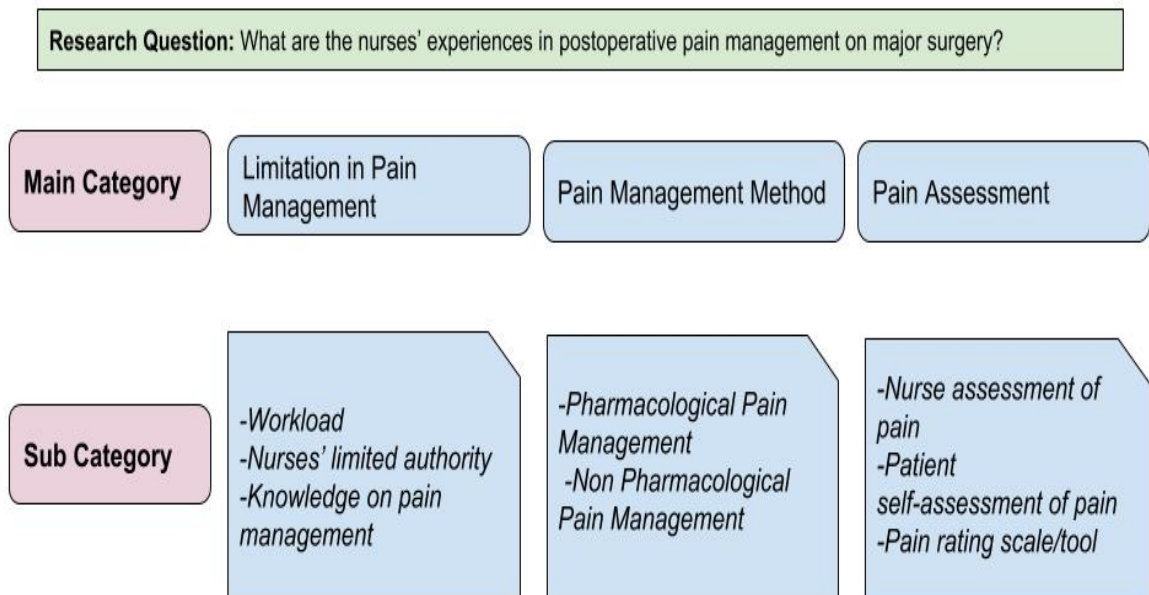 Research Question: What are the nurses’ experiences in postoperative pain management on major surgery?
Main Category
Limitation in Pain
Management
Pain Management Method
Pain Assessment
Sub Category
-Workload
-Nurses’ limited authority
-Knowledge on pain
management
-Pharmacological Pain
Management
-Non Pharmacological
Pain Management
-Nurse assessment of
pain
-Patient
self-assessment of pain
-Pain rating scale/tool